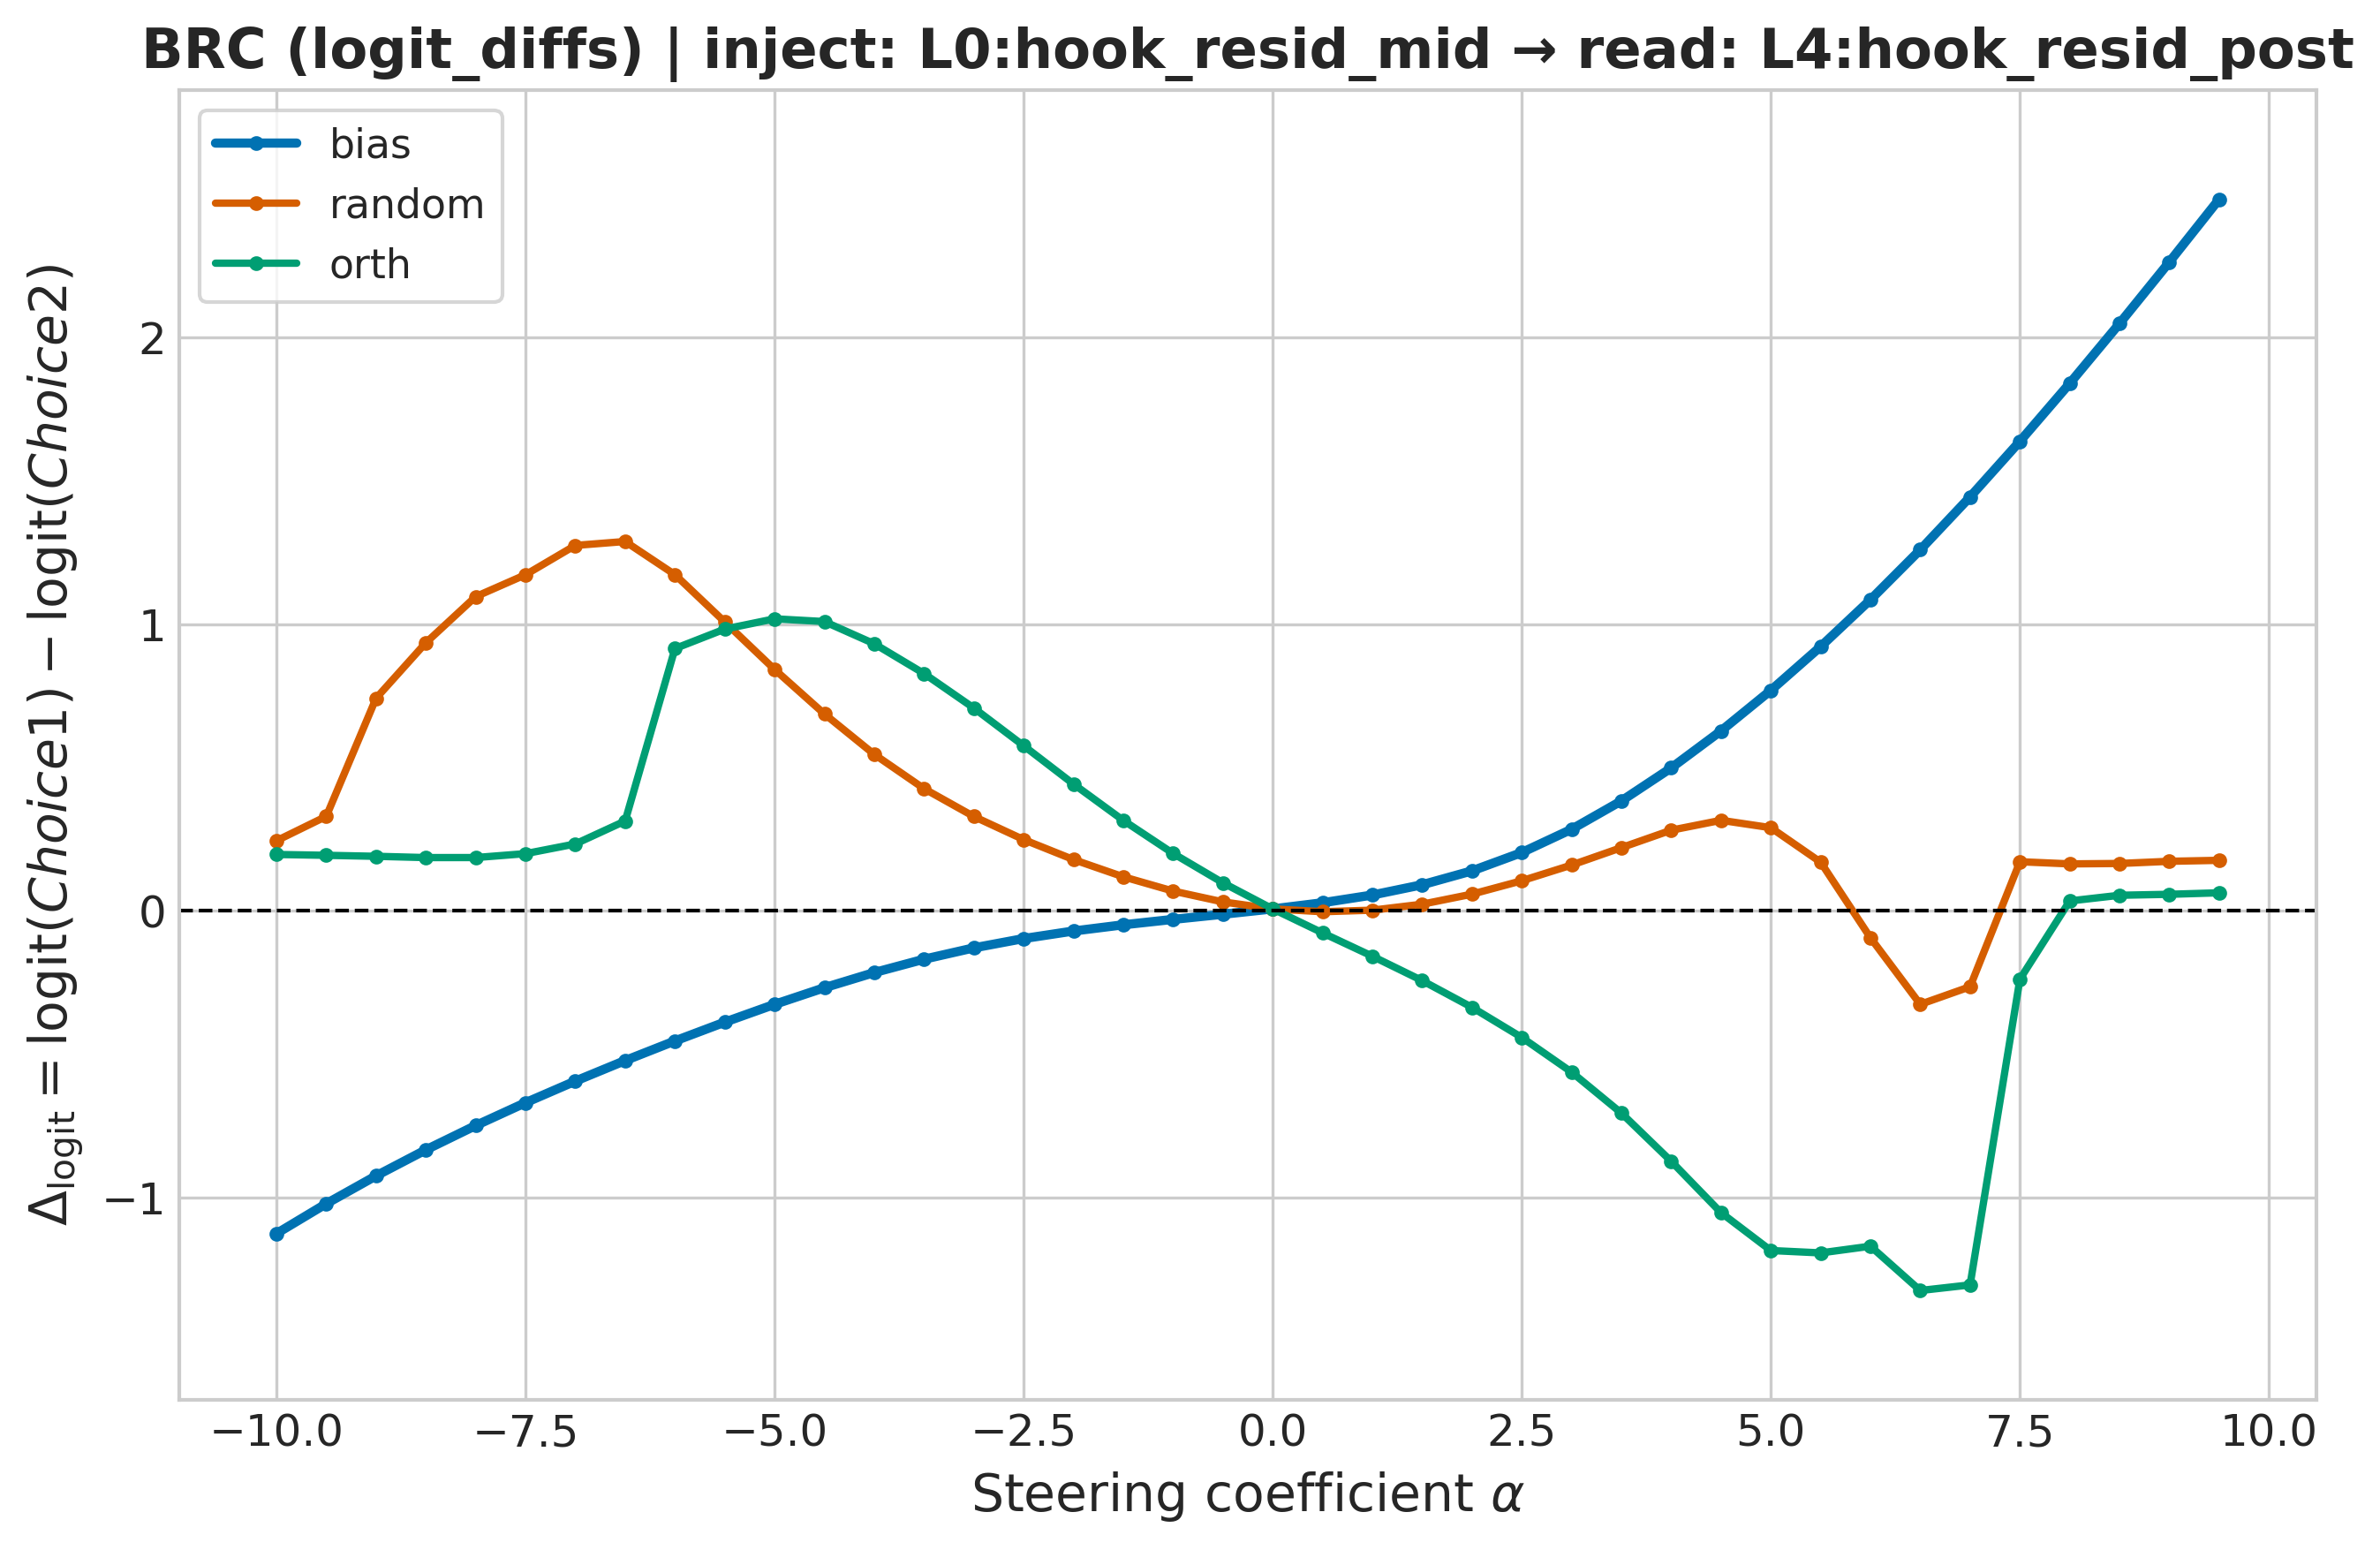 BRC (logit_diffs) | inject: L0:hook_resid_mid → read: L4:hook_resid_post
bias
random
orth
Δlogit = logit(Choice1) − logit(Choice2)
2
1
0
−1
−10.0 −7.5 −5.0 −2.5 0.0 2.5 5.0 7.5 10.0
Steering coefficient α